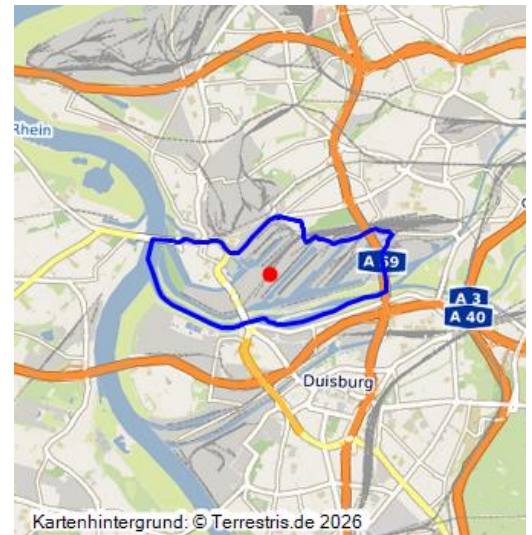 Rhein
A 59
A 3
A 40
Duisburg
Kartenhintergrund: © Terrestris.de 2026